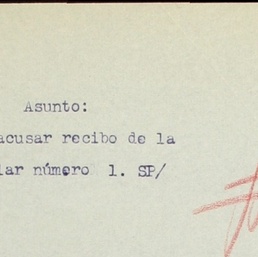 Asunto:
acusar recibo de la
lar número 1. SP/